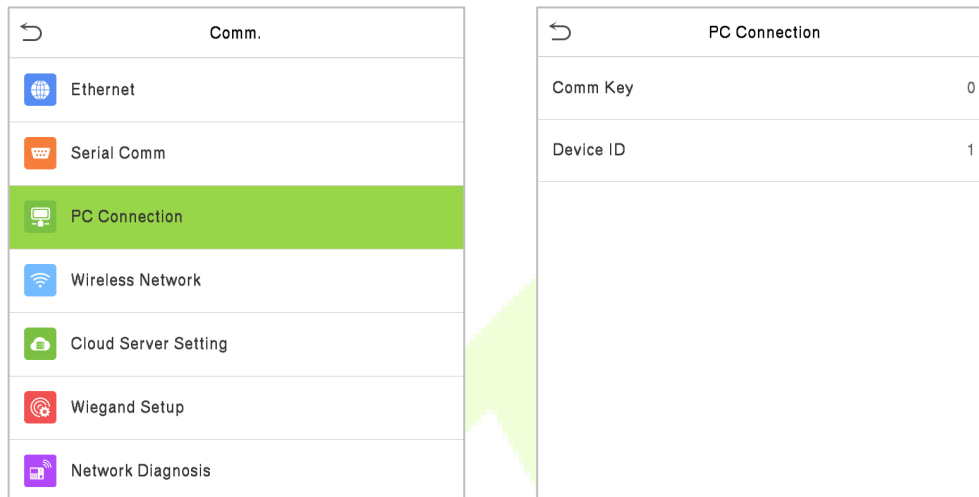 Comm.
Ethernet
Serial Comm
PC Connection
Wireless Network
Cloud Server Setting
Wiegand Setup
Network Diagnosis
PC Connection
Comm Key 0
Device ID 1